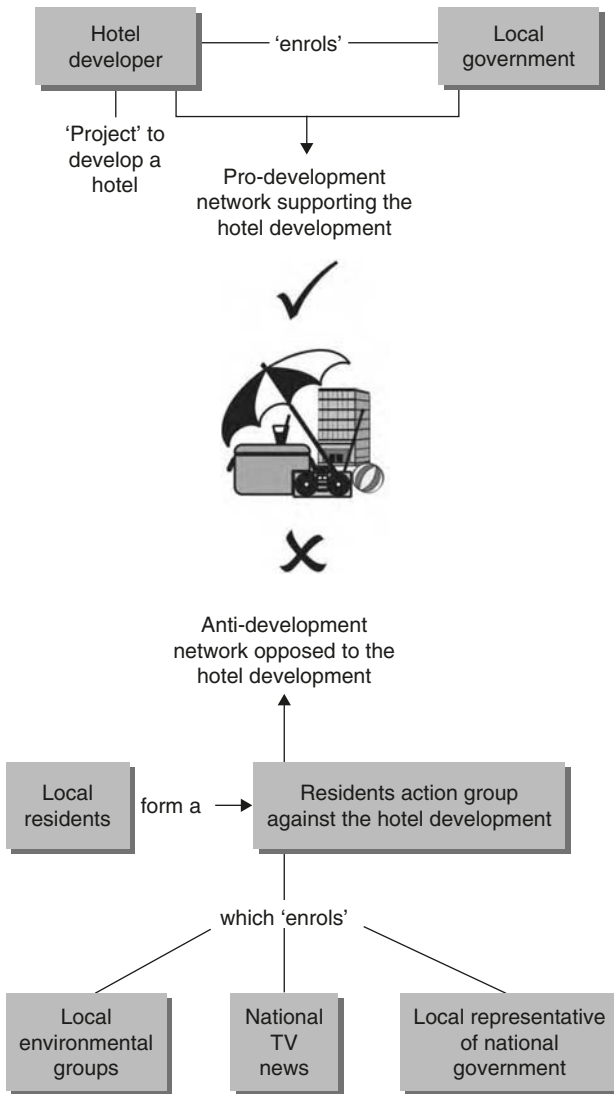 Hotel
developer
‘enrols’
Local
government
‘Project’ to
develop a
hotel
Pro-development
network supporting the
hotel development
Anti-development
network opposed to the
hotel development
Local
residents
form a
Residents action group
against the hotel development
which ‘enrols’
Local
environmental
groups
National
TV
news
Local representative
of national
government